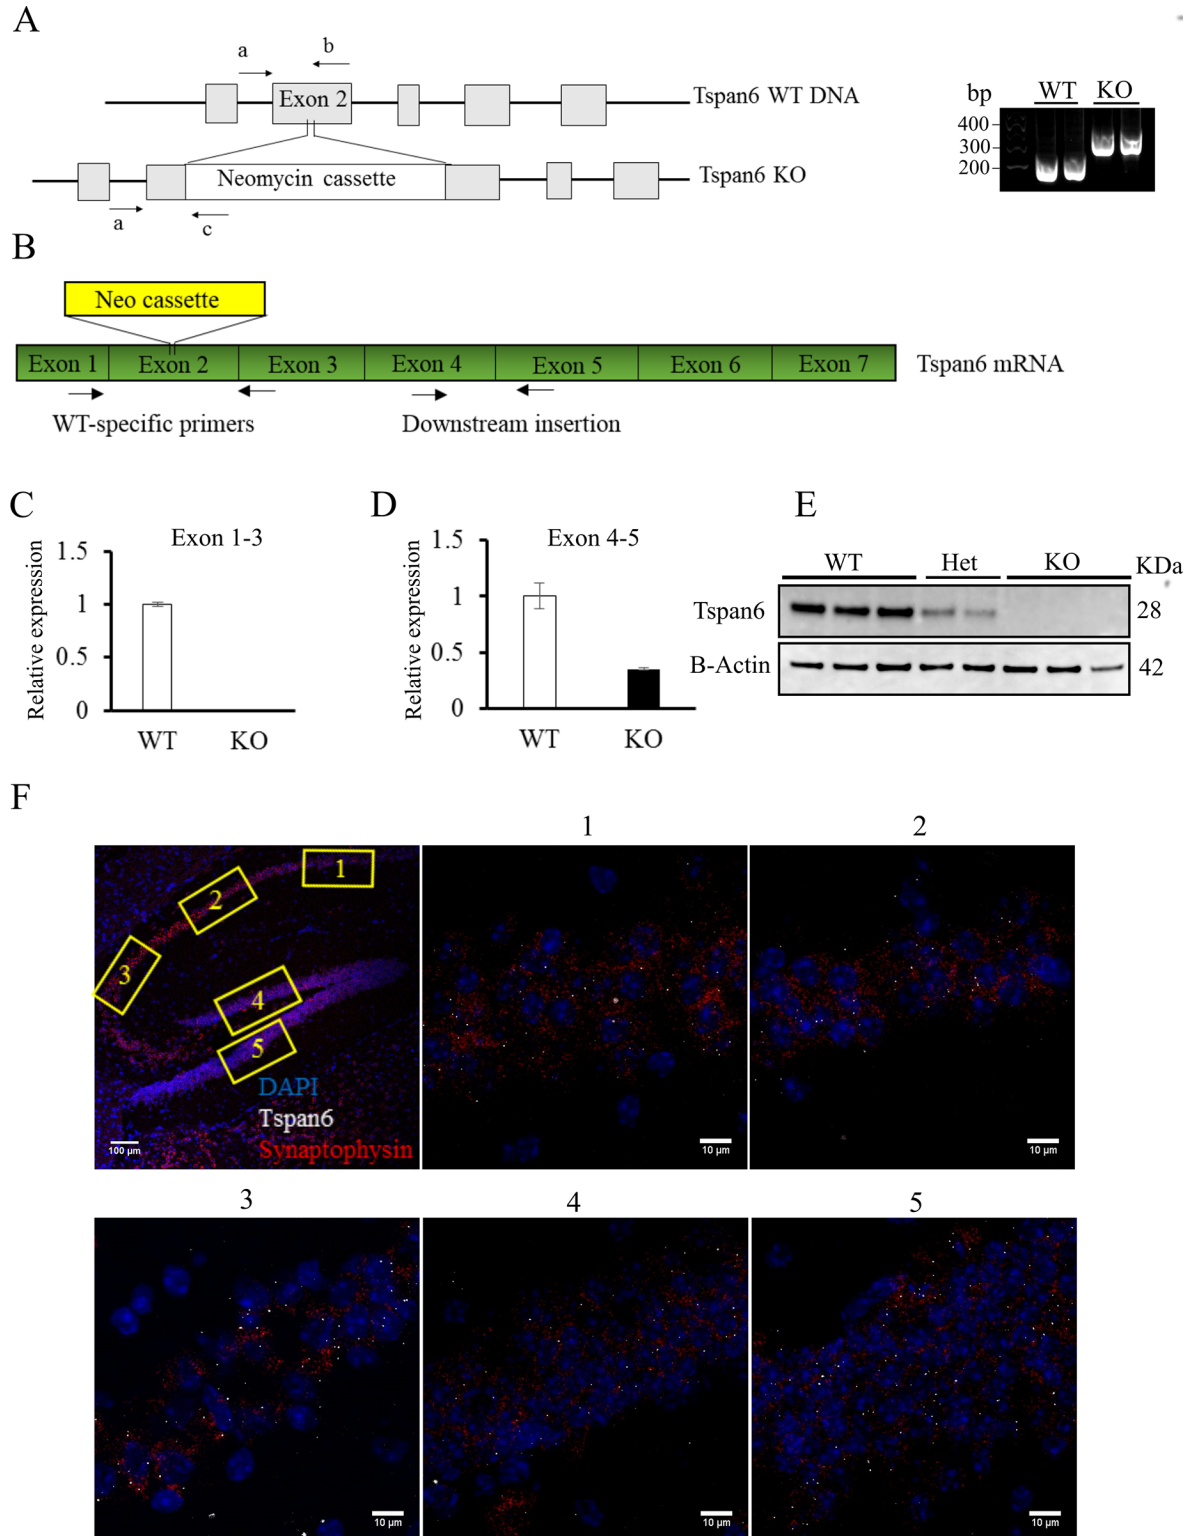 A
a
b
Exon 2
Tspan6 WT DNA
Neomycin cassette
Tspan6 KO
a
c
bp
WT
KO
400
300
200
B
Neo cassette
Exon 1
Exon 2
Exon 3
Exon 4
Exon 5
Exon 6
Exon 7
Tspan6 mRNA
WT-specific primers
Downstream insertion
C
Exon 1-3
Relative expression
1.5
1
0.5
0
WT
KO
D
Exon 4-5
Relative expression
1.5
1
0.5
0
WT
KO
E
WT
Het
KO
KDa
Tspan6
28
B-Actin
42
F
1
2
3
4
5
DAPI
Tspan6
Synaptophysin
100 µm
1
10 µm
2
10 µm
3
10 µm
4
10 µm
5
10 µm